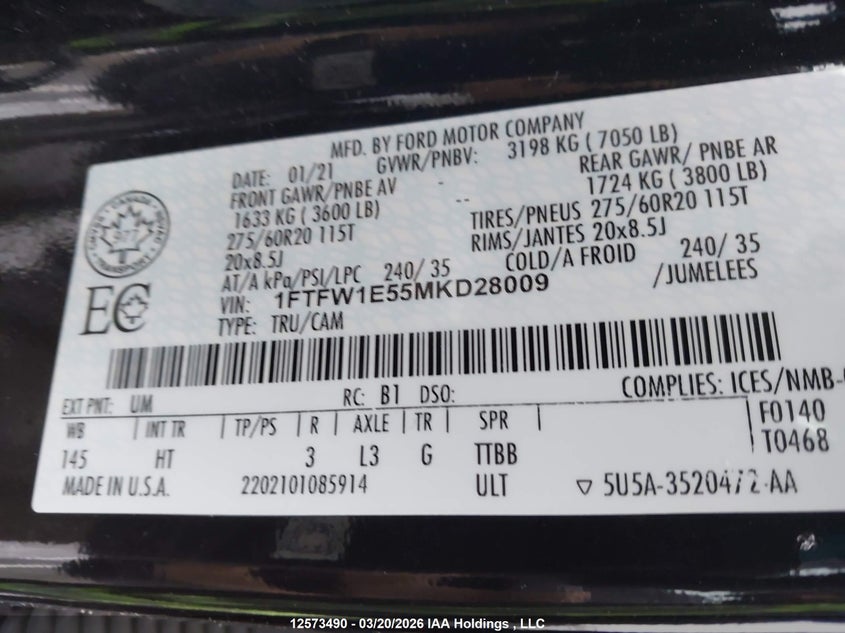 MFD. BY FORD MOTOR COMPANY
DATE: 01/21 GVWR/PNBV: 3198 KG ( 7050 LB)
FRONT GAWR/PNBE AV - REAR GAWR/ PNBE AR
1633 KG ( 3600 LB) -- 1724 KG ( 3800 LB)
275/60R20 115T TIRES/PNEUS 275/60R20 115T
20x8.5J RIMS/JANTES 20x8.5J
AT/A kPa/PSI/LPC 240/ 35 COLD/A FROID 240/ 35
VIN: 1FTFW1E55MKD28009 /JUMELEES
TYPE: TRU/CAM
EC
EXT PNT: UM RC: B1 DSO: COMPLIES: ICES/NMB-
WB | INT TR | TP/PS | R | AXLE | TR | SPR | F0140
145 HT 3 L3 G TTBB T0468
MADE IN U.S.A. 2202101085914 ULT ▽ 5U5A-3520472-AA
12573490 - 03/20/2026 IAA Holdings , LLC